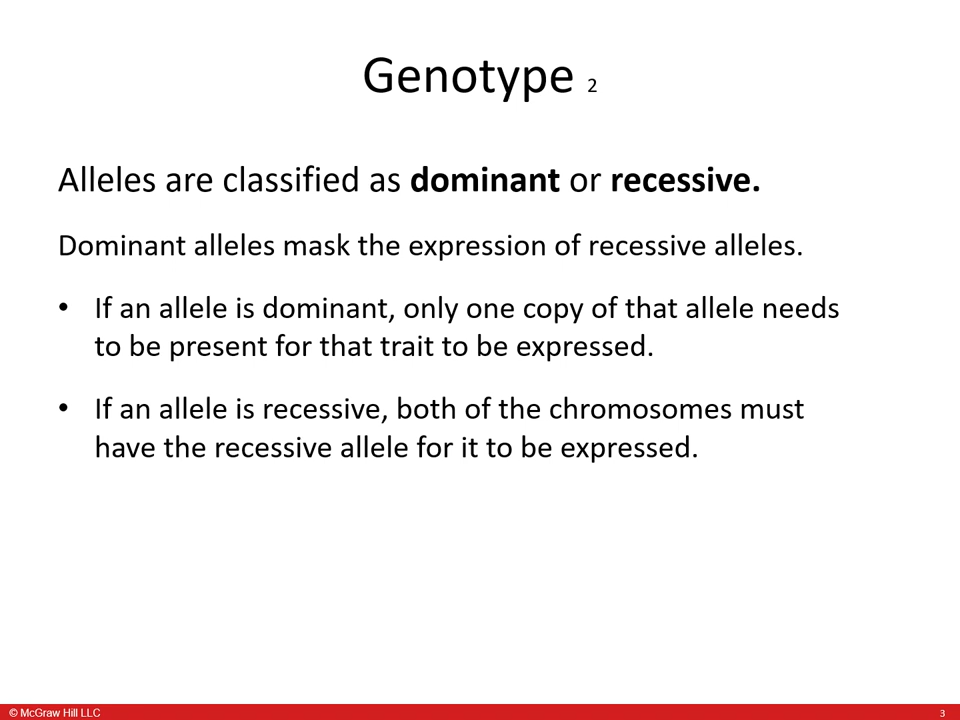 Genotype 2
Alleles are classified as dominant or recessive.
Dominant alleles mask the expression of recessive alleles.
• If an allele is dominant, only one copy of that allele needs
to be present for that trait to be expressed.
• If an allele is recessive, both of the chromosomes must
have the recessive allele for it to be expressed.
© McGraw Hill LLC
3